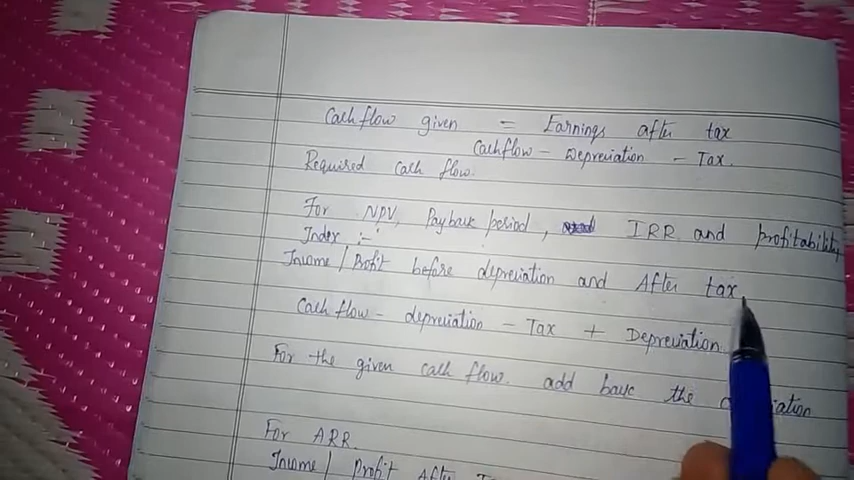 Cashflow given = Earnings after tax
Cashflow - Depreciation - Tax.
Required cash flow.
For NPV, Payback period, IRR and profitability
Index :-
Income / Profit before depreciation and After tax
Cash flow - depreciation - Tax + Depreciation
For the given cash flow. add back the
For ARR.
Income / Profit After